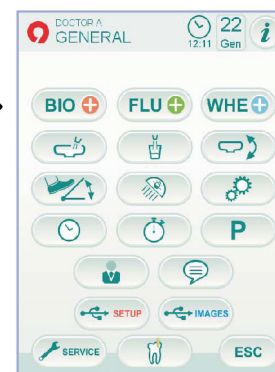 DOCTOR A
GENERAL
12:11
22
Gen
i
BIO
FLU
WHE
P
SETUP
IMAGES
SERVICE
ESC